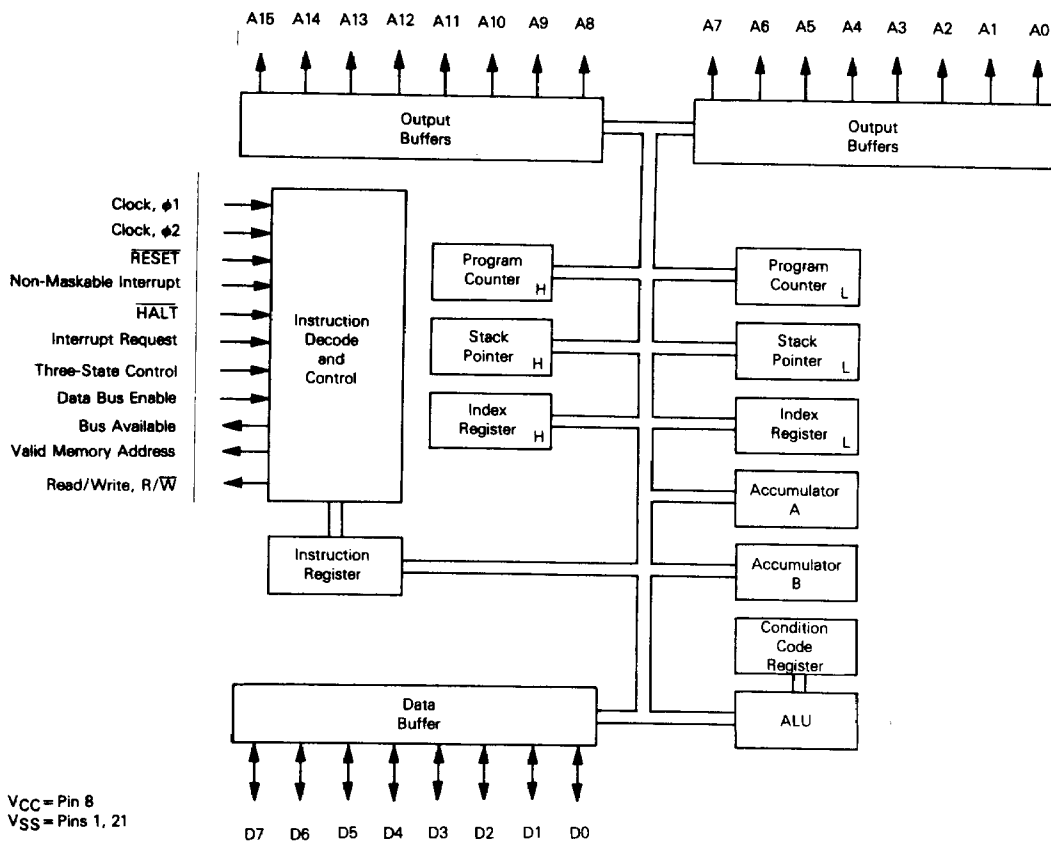 A15 A14 A13 A12 A11 A10 A9 A8 A7 A6 A5 A4 A3 A2 A1 A0
Output
Buffers
Output
Buffers
Clock, ϕ1
Clock, ϕ2
R̅E̅S̅E̅T̅
Non-Maskable Interrupt
H̅A̅L̅T̅
Interrupt Request
Three-State Control
Data Bus Enable
Bus Available
Valid Memory Address
Read/Write, R/W̅
Instruction
Decode
and
Control
Program
Counter H
Program
Counter L
Stack
Pointer H
Stack
Pointer L
Index
Register H
Index
Register L
Accumulator
A
Instruction
Register
Accumulator
B
Condition
Code
Register
Data
Buffer
ALU
VCC = Pin 8
VSS = Pins 1, 21
D7 D6 D5 D4 D3 D2 D1 D0